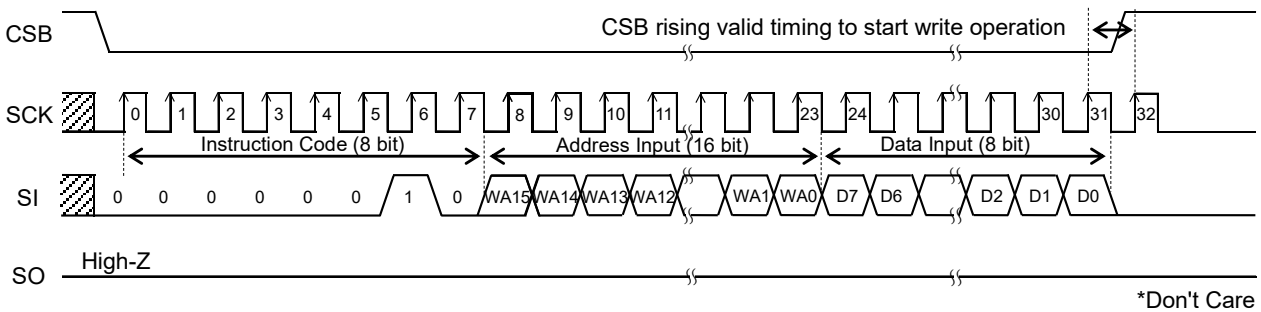 CSB
CSB rising valid timing to start write operation
SCK
0 1 2 3 4 5 6 7 8 9 10 11 23 24 30 31 32
Instruction Code (8 bit) Address Input (16 bit) Data Input (8 bit)
SI
0 0 0 0 0 0 1 0 WA15 WA14 WA13 WA12 WA1 WA0 D7 D6 D2 D1 D0
High-Z
SO
*Don't Care